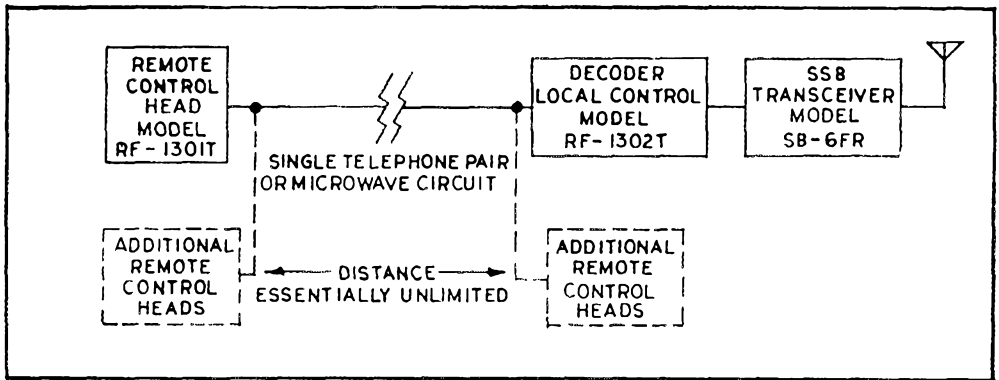 REMOTE
CONTROL
HEAD
MODEL
RF-1301T
SINGLE TELEPHONE PAIR
OR MICROWAVE CIRCUIT
DECODER
LOCAL CONTROL
MODEL
RF-1302T
SSB
TRANSCEIVER
MODEL
SB-6FR
ADDITIONAL
REMOTE
CONTROL
HEADS
DISTANCE
ESSENTIALLY UNLIMITED
ADDITIONAL
REMOTE
CONTROL
HEADS